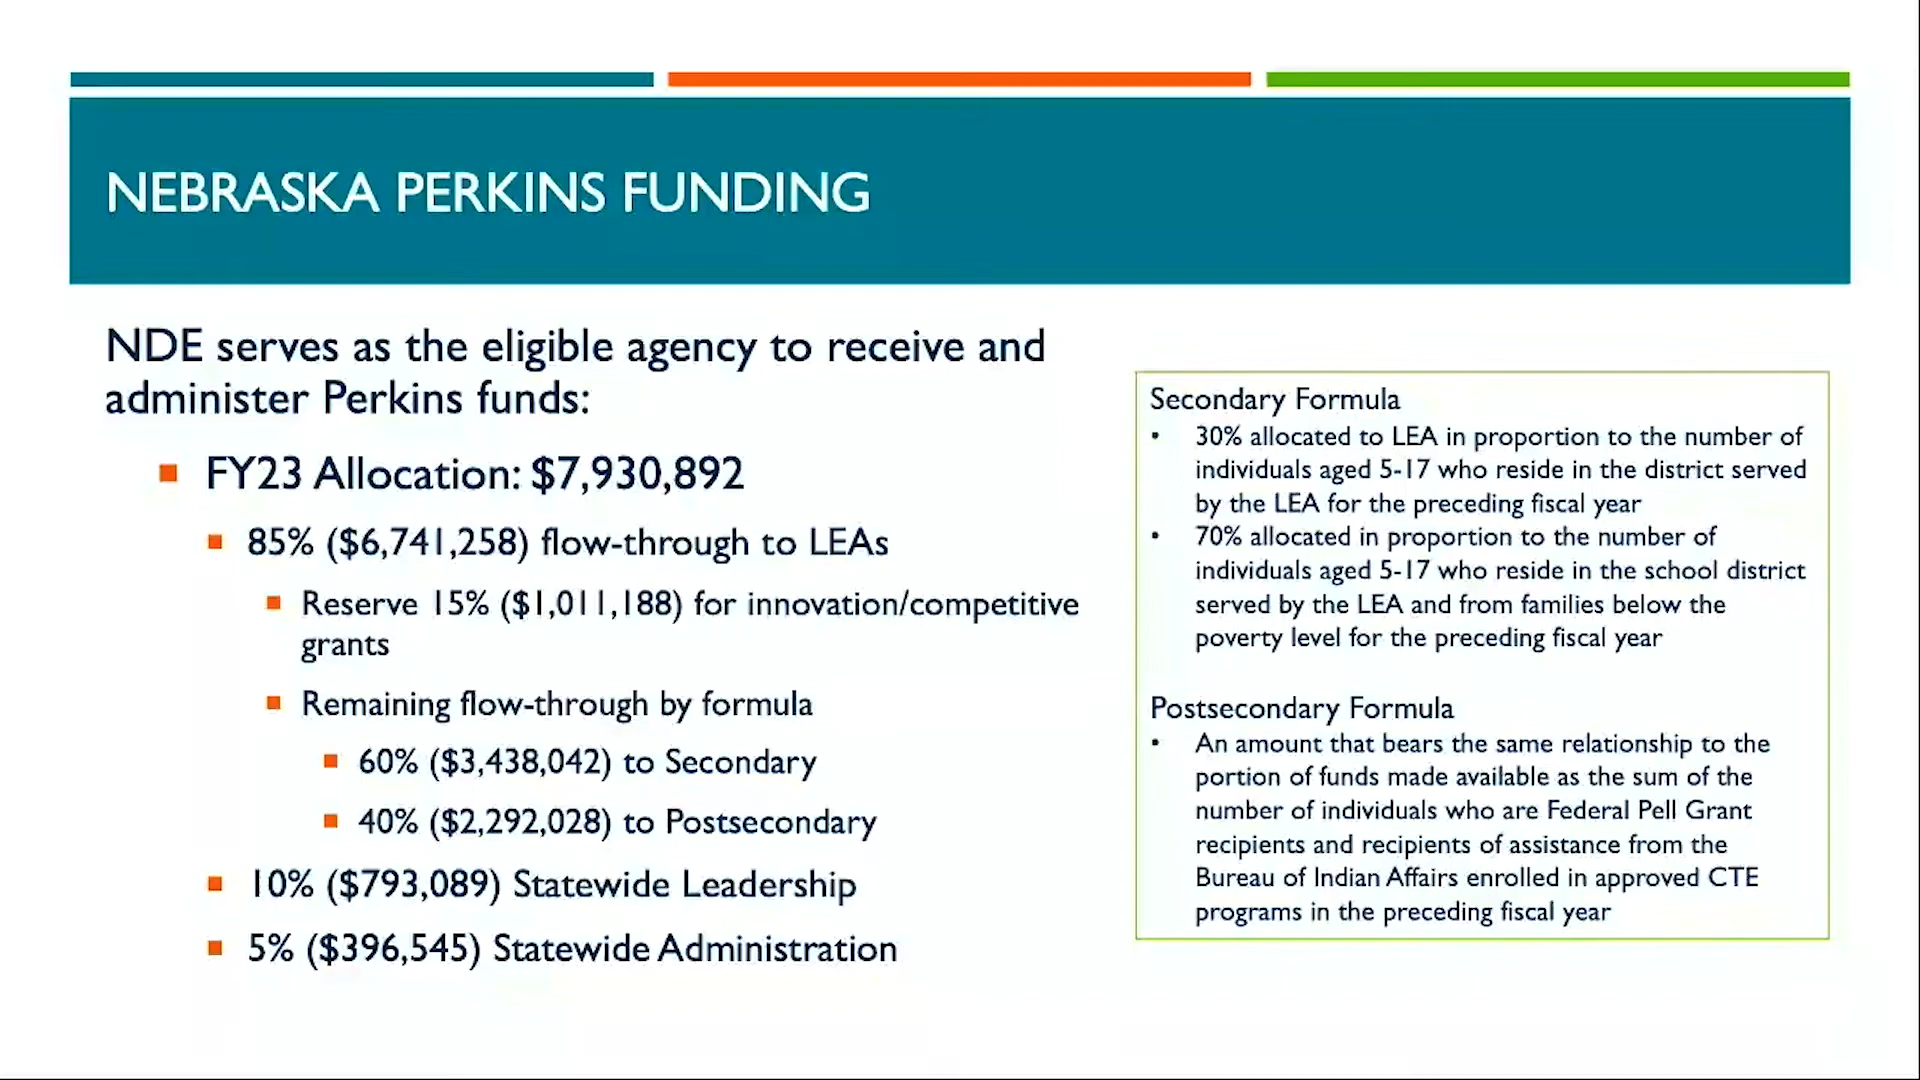 NEBRASKA PERKINS FUNDING
NDE serves as the eligible agency to receive and
administer Perkins funds:
FY23 Allocation: $7,930,892
85% ($6,741,258) flow-through to LEAs
Reserve 15% ($1,011,188) for innovation/competitive
grants
Remaining flow-through by formula
60% ($3,438,042) to Secondary
40% ($2,292,028) to Postsecondary
10% ($793,089) Statewide Leadership
5% ($396,545) Statewide Administration
Secondary Formula
• 30% allocated to LEA in proportion to the number of
individuals aged 5-17 who reside in the district served
by the LEA for the preceding fiscal year
• 70% allocated in proportion to the number of
individuals aged 5-17 who reside in the school district
served by the LEA and from families below the
poverty level for the preceding fiscal year
Postsecondary Formula
• An amount that bears the same relationship to the
portion of funds made available as the sum of the
number of individuals who are Federal Pell Grant
recipients and recipients of assistance from the
Bureau of Indian Affairs enrolled in approved CTE
programs in the preceding fiscal year